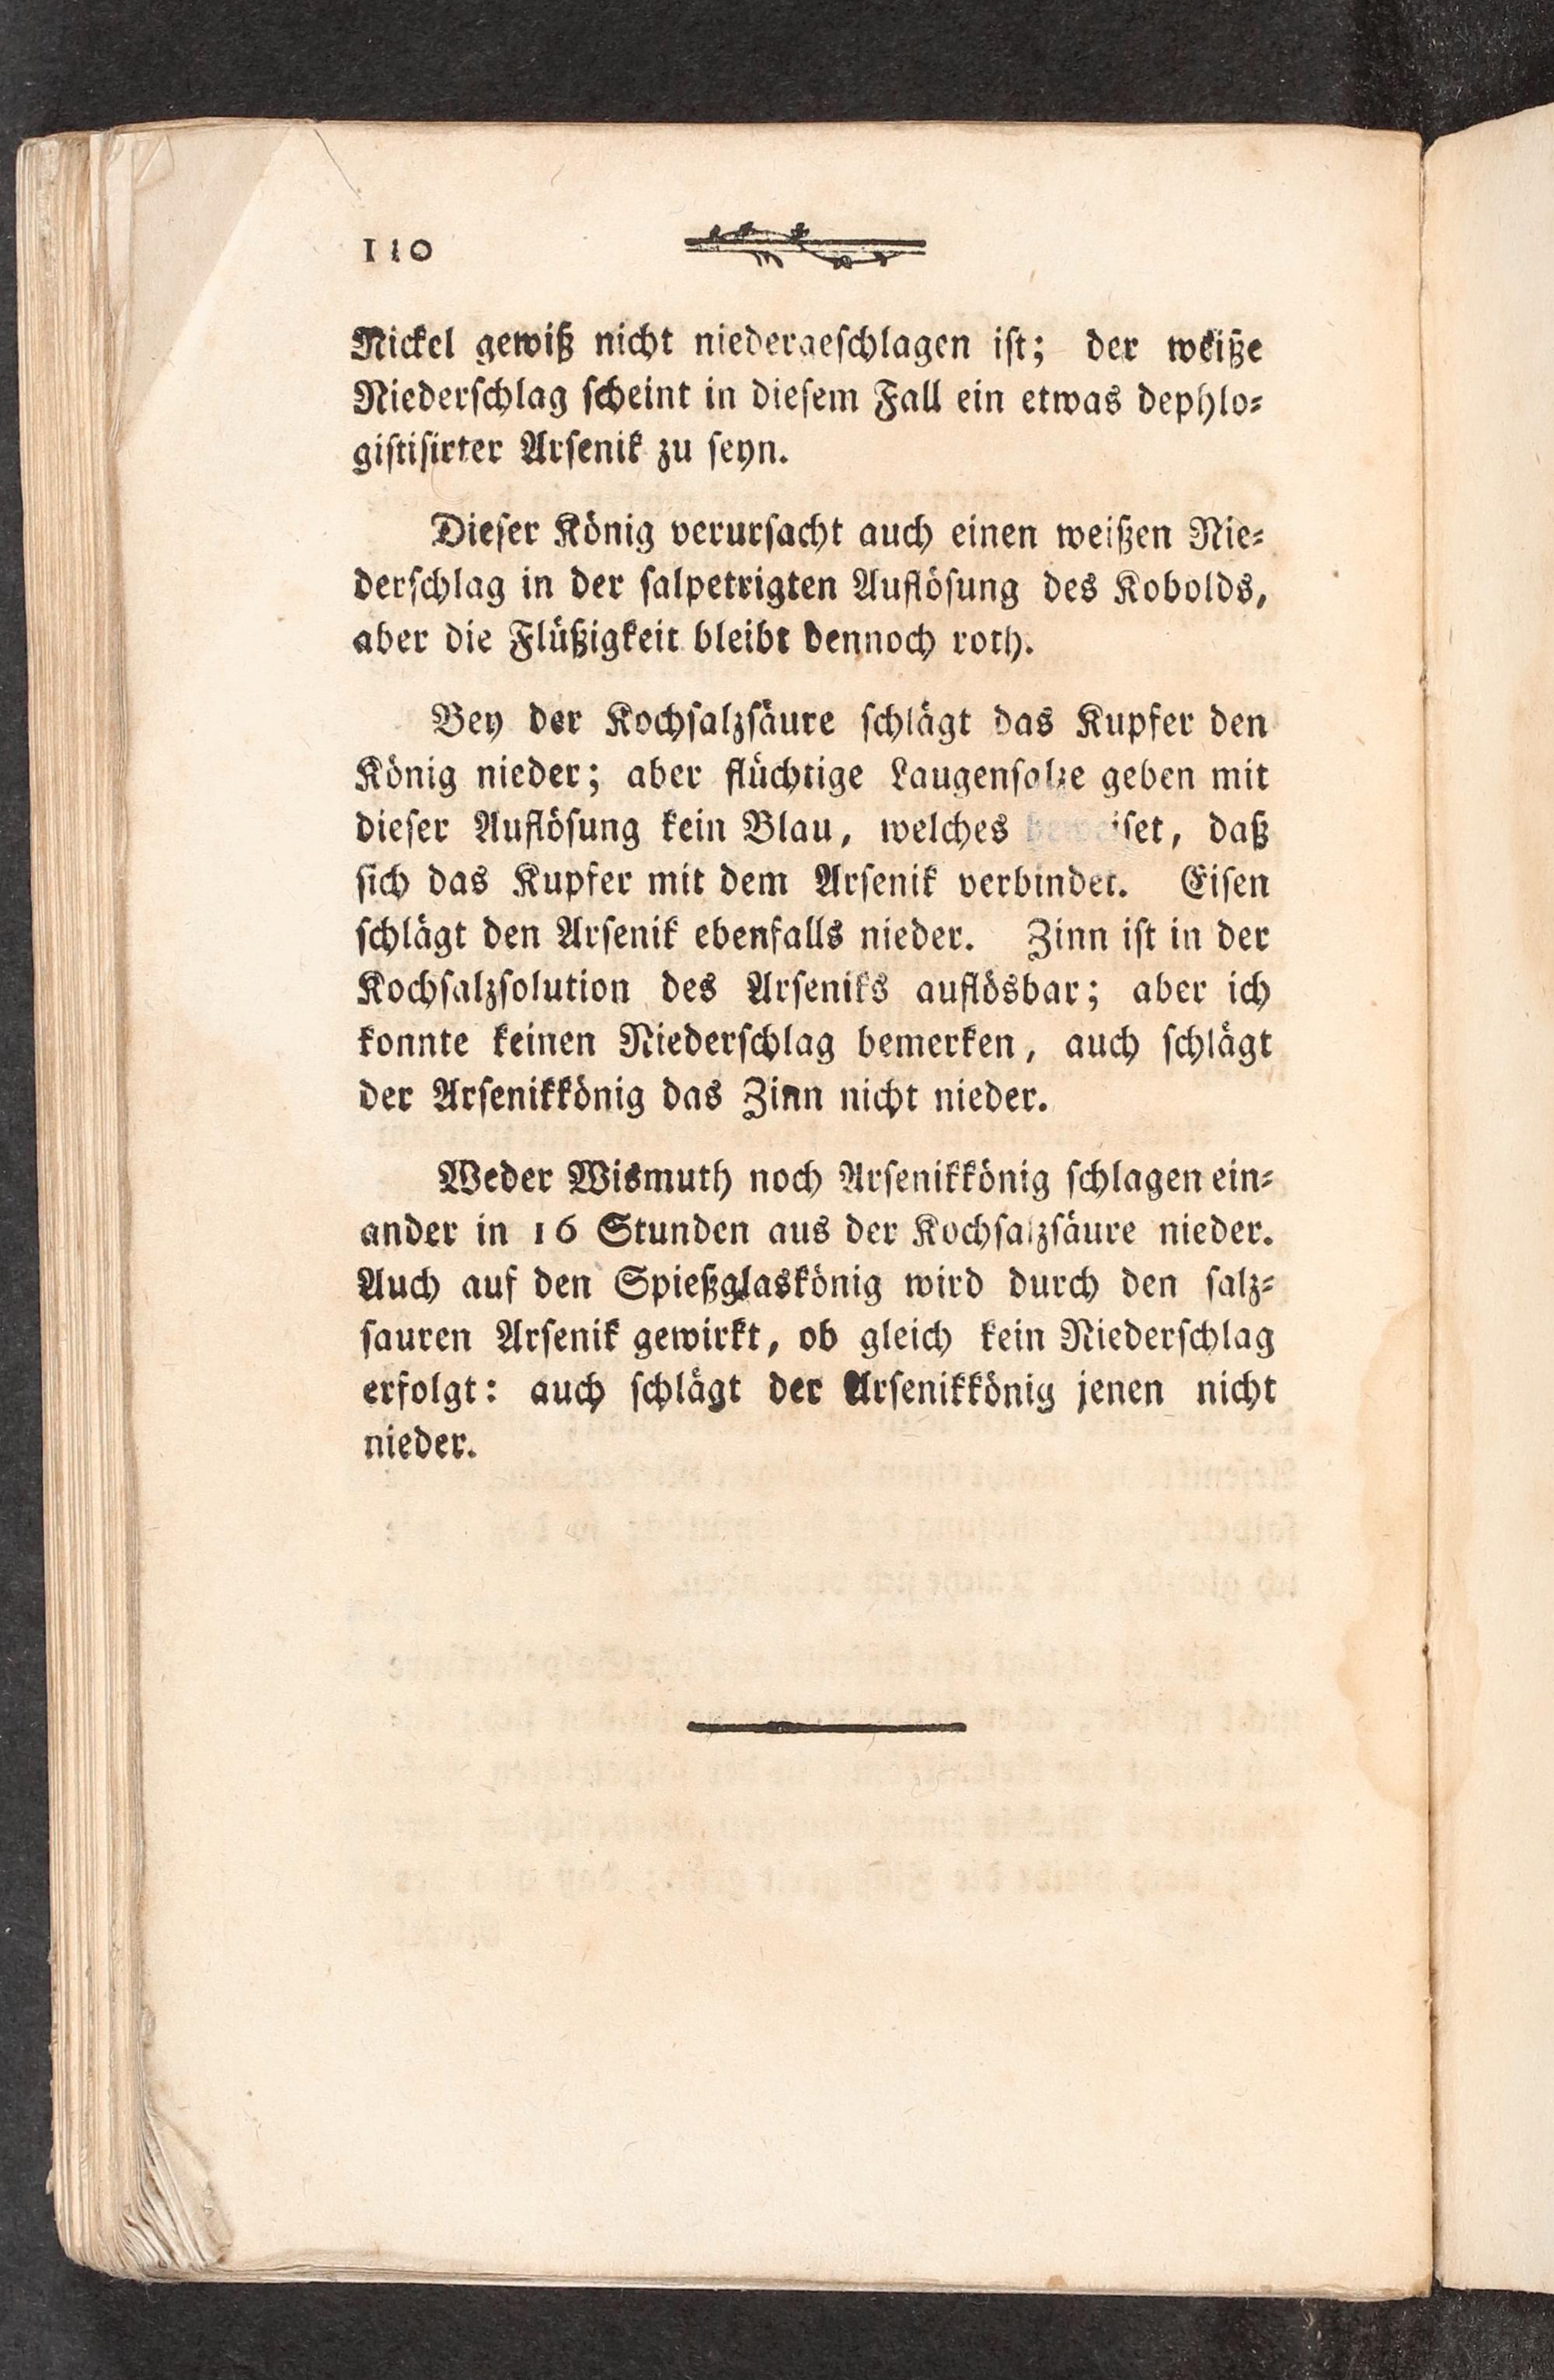 110
Nickel gewiß nicht niedergeschlagen ist; der weiße
Niederschlag scheint in diesem Fall ein etwas dephlo⸗
gistisirter Arsenik zu seyn.
Dieser König verursacht auch einen weißen Nie⸗
derschlag in der salpetrigten Auflösung des Kobolds,
aber die Flüßigkeit bleibt dennoch roth.
Bey der Kochsalzsäure schlägt das Kupfer den
König nieder; aber flüchtige Laugensalze geben mit
dieser Auflösung kein Blau, welches beweiset, daß
sich das Kupfer mit dem Arsenik verbindet. Eisen
schlägt den Arsenik ebenfalls nieder. Zinn ist in der
Kochsalzsolution des Arseniks auflösbar; aber ich
konnte keinen Niederschlag bemerken, auch schlägt
der Arsenikkönig das Zinn nicht nieder.
Weder Wismuth noch Arsenikkönig schlagen ein⸗
ander in 16 Stunden aus der Kochsalzsäure nieder.
Auch auf den Spießglaskönig wird durch den salz⸗
sauren Arsenik gewirkt, ob gleich kein Niederschlag
erfolgt: auch schlägt der Arsenikkönig jenen nicht
nieder.